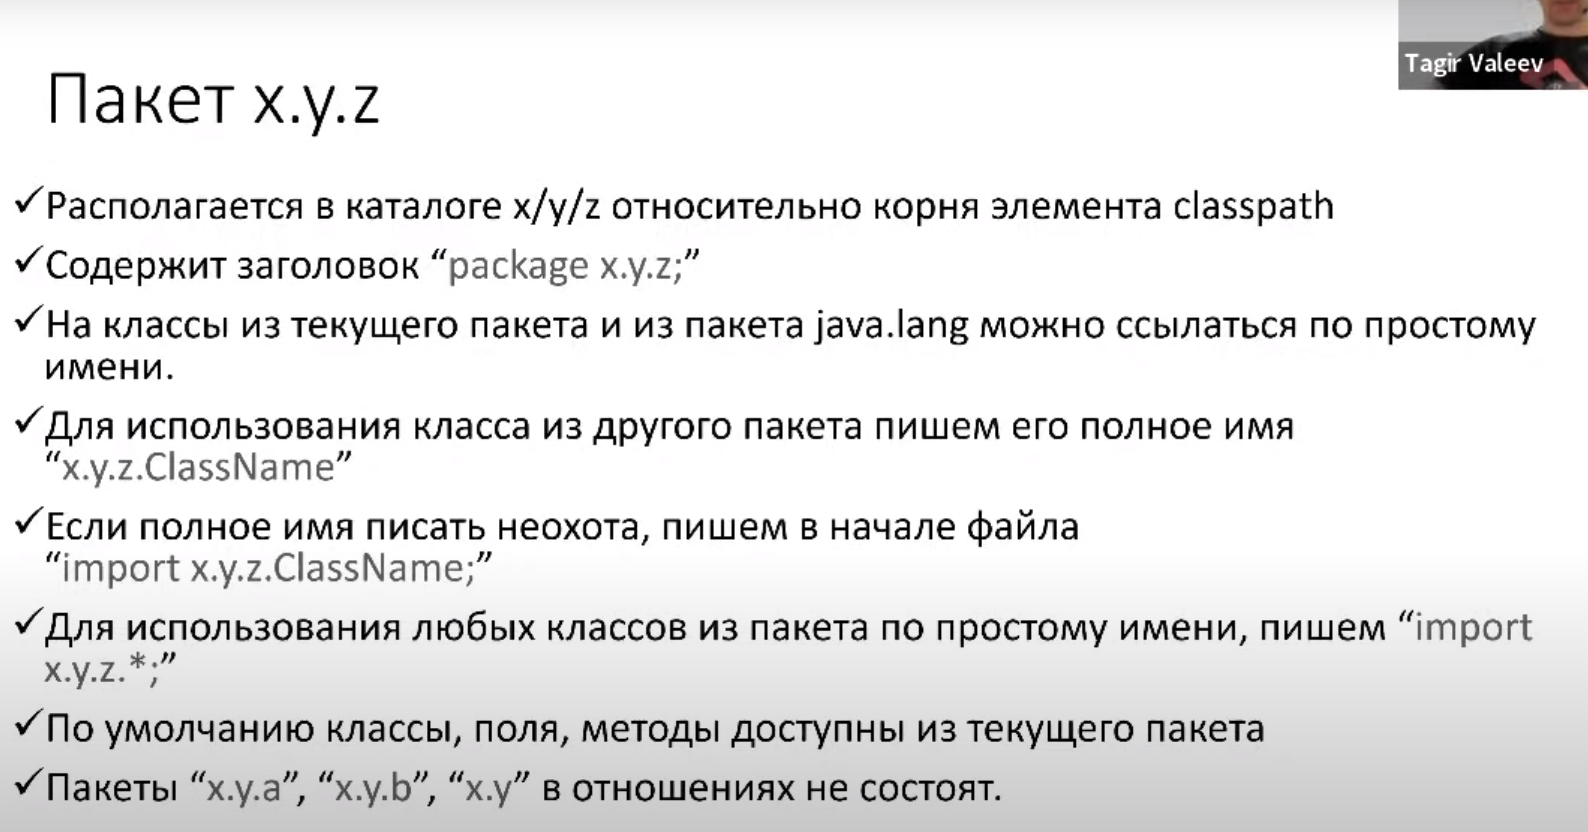 Tagir Valeev
Пакет x.y.z
✓Располагается в каталоге x/y/z относительно корня элемента classpath
✓Содержит заголовок “package x.y.z;”
✓На классы из текущего пакета и из пакета java.lang можно ссылаться по простому
имени.
✓Для использования класса из другого пакета пишем его полное имя
“x.y.z.ClassName”
✓Если полное имя писать неохота, пишем в начале файла
“import x.y.z.ClassName;”
✓Для использования любых классов из пакета по простому имени, пишем “import
x.y.z.*;”
✓По умолчанию классы, поля, методы доступны из текущего пакета
✓Пакеты “x.y.a”, “x.y.b”, “x.y” в отношениях не состоят.